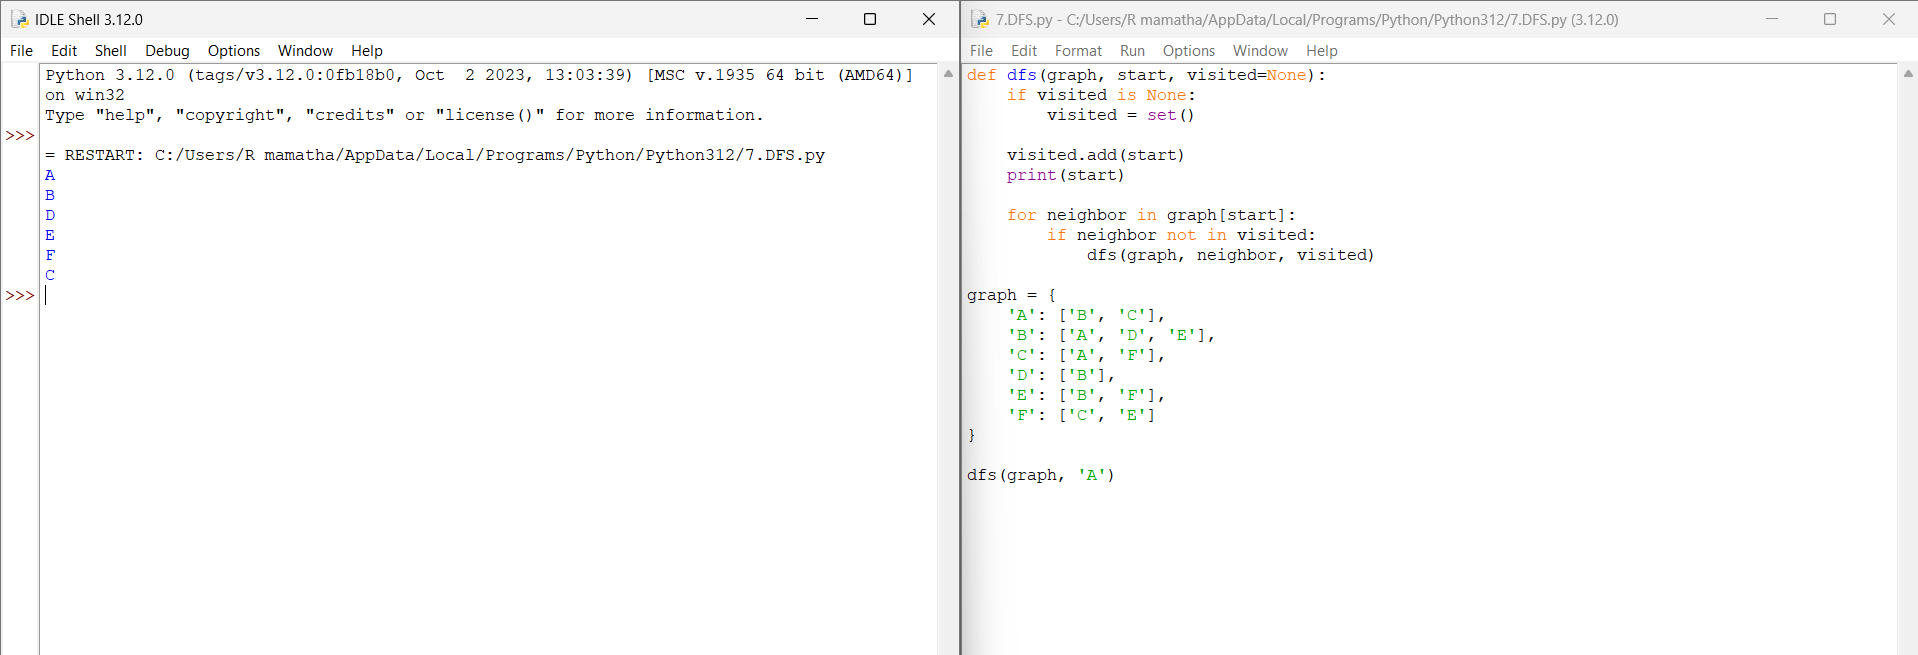 IDLE Shell 3.12.0
File Edit Shell Debug Options Window Help
Python 3.12.0 (tags/v3.12.0:0fb18b0, Oct  2 2023, 13:03:39) [MSC v.1935 64 bit (AMD64)]
on win32
Type "help", "copyright", "credits" or "license()" for more information.
>>>
= RESTART: C:/Users/R mamatha/AppData/Local/Programs/Python/Python312/7.DFS.py
A
B
D
E
F
C
>>>
7.DFS.py - C:/Users/R mamatha/AppData/Local/Programs/Python/Python312/7.DFS.py (3.12.0)
File Edit Format Run Options Window Help
def dfs(graph, start, visited=None):
    if visited is None:
        visited = set()
    visited.add(start)
    print(start)
    for neighbor in graph[start]:
        if neighbor not in visited:
            dfs(graph, neighbor, visited)
graph = {
    'A': ['B', 'C'],
    'B': ['A', 'D', 'E'],
    'C': ['A', 'F'],
    'D': ['B'],
    'E': ['B', 'F'],
    'F': ['C', 'E']
}
dfs(graph, 'A')